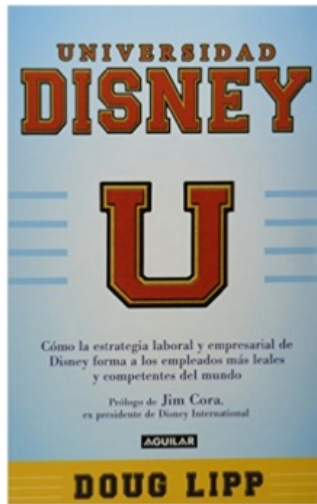 UNIVERSIDAD
DISNEY
U
Cómo la estrategia laboral y empresarial de
Disney forma a los empleados más leales
y competentes del mundo
Prólogo de Jim Cora,
ex presidente de Disney International
AGUILAR
DOUG LIPP